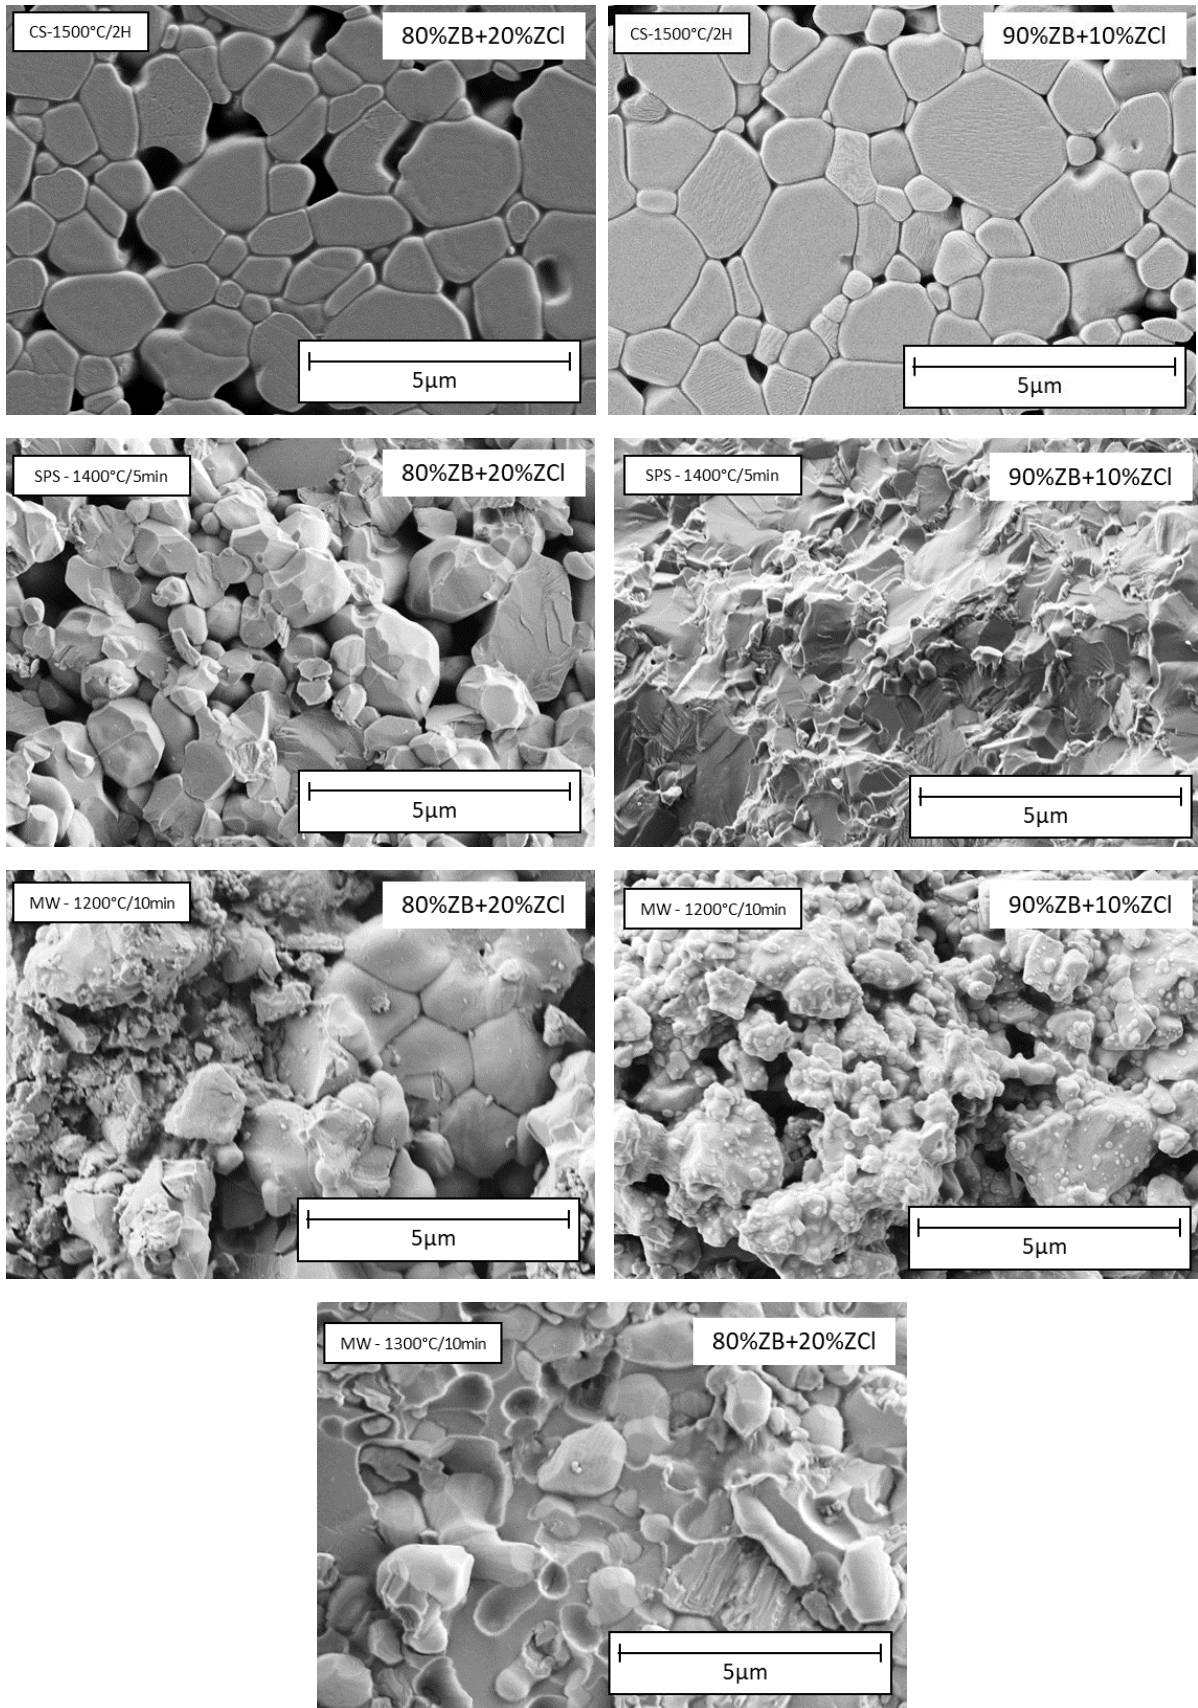 CS-1500°C/2H
80%ZB+20%ZCl
5µm
CS-1500°C/2H
90%ZB+10%ZCl
5µm
SPS - 1400°C/5min
80%ZB+20%ZCl
5µm
SPS - 1400°C/5min
90%ZB+10%ZCl
5µm
MW - 1200°C/10min
80%ZB+20%ZCl
5µm
MW - 1200°C/10min
90%ZB+10%ZCl
5µm
MW - 1300°C/10min
80%ZB+20%ZCl
5µm